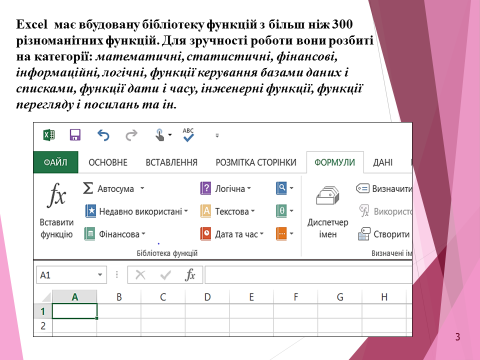 Excel має вбудовану бібліотеку функцій з більш ніж 300
різноманітних функцій. Для зручності роботи вони розбиті
на категорії: математичні, статистичні, фінансові,
інформаційні, логічні, функції керування базами даних і
списками, функції дати і часу, інженерні функції, функції
перегляду і посилань та ін.
ABC
ФАЙЛ ОСНОВНЕ ВСТАВЛЕННЯ РОЗМІТКА СТОРІНКИ ФОРМУЛИ ДАНІ
fx Вставити функцію
Σ Автосума
Недавно використані
Фінансова
Логічна
Текстова
Дата та час
Бібліотека функцій
Диспетчер імен
Визначити
Використо
Створити
Визначені ім
A1 fx
A B C D E F G H
1
2
3